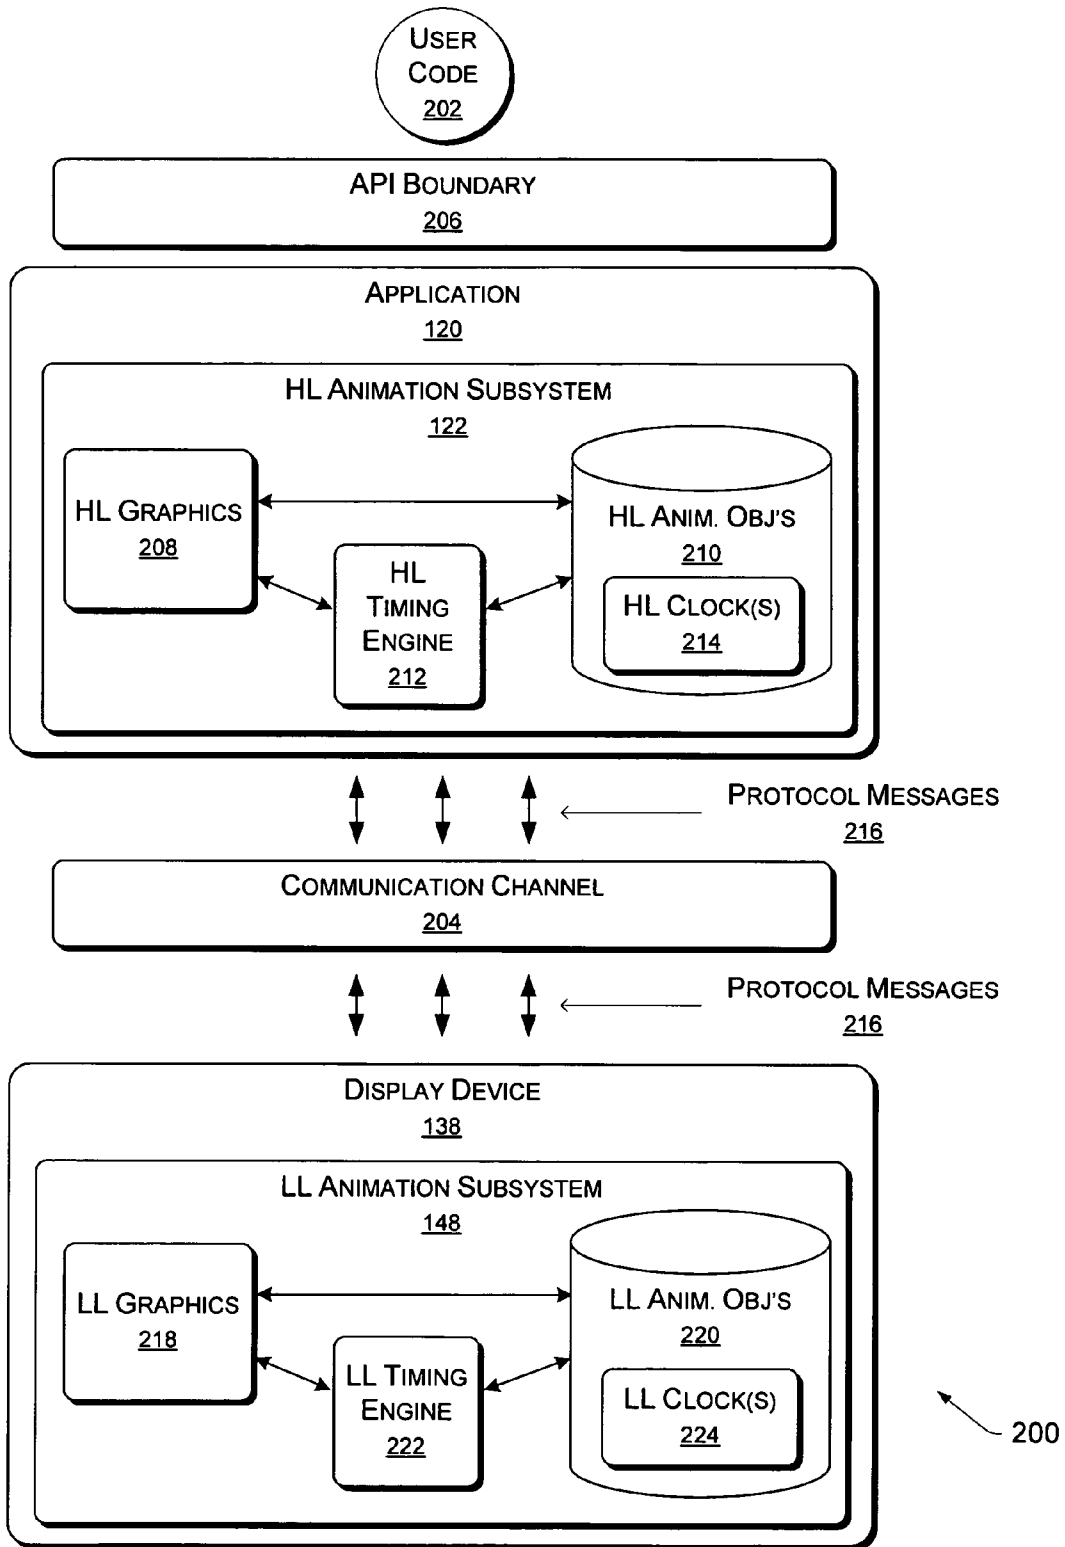 USER
CODE
202
API BOUNDARY
206
APPLICATION
120
HL ANIMATION SUBSYSTEM
122
HL GRAPHICS
208
HL
TIMING
ENGINE
212
HL ANIM. OBJ'S
210
HL CLOCK(S)
214
PROTOCOL MESSAGES
216
COMMUNICATION CHANNEL
204
PROTOCOL MESSAGES
216
DISPLAY DEVICE
138
LL ANIMATION SUBSYSTEM
148
LL GRAPHICS
218
LL TIMING
ENGINE
222
LL ANIM. OBJ'S
220
LL CLOCK(S)
224
200